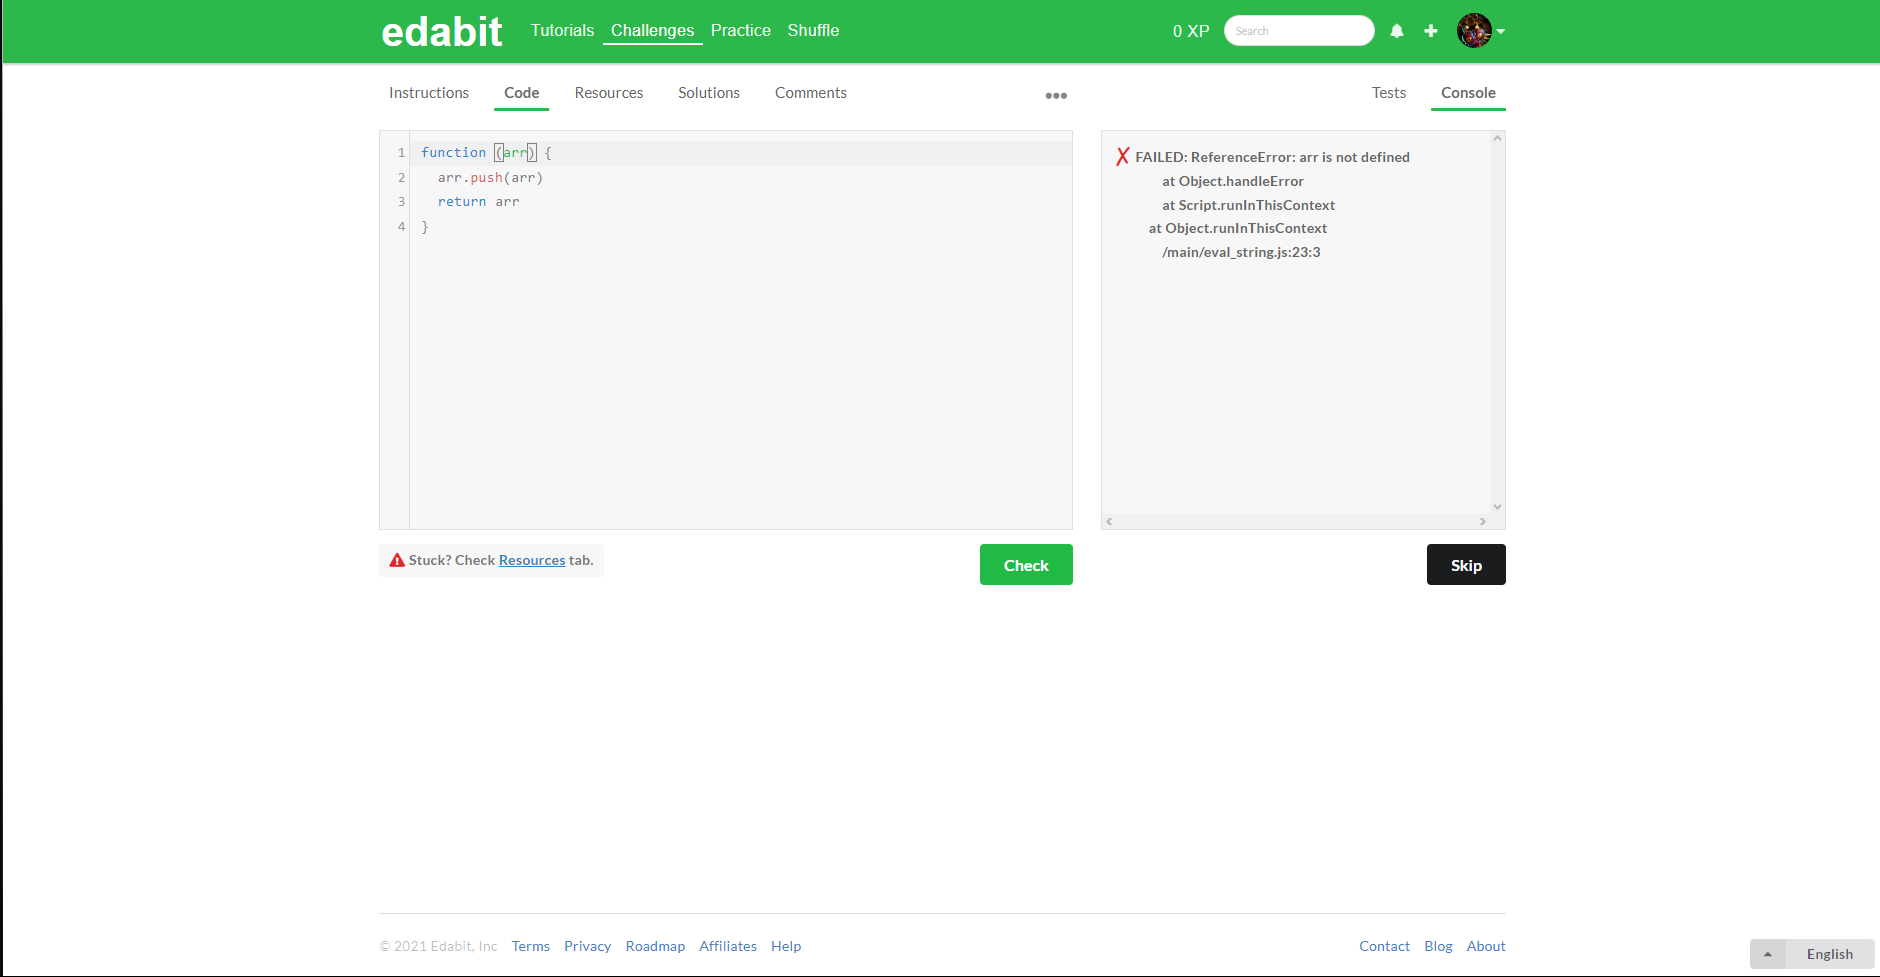 edabit Tutorials Challenges Practice Shuffle 0 XP Search
Instructions Code Resources Solutions Comments ••• Tests Console
1 function (arr) {
2 arr.push(arr)
3 return arr
4 }
X FAILED: ReferenceError: arr is not defined
at Object.handleError
at Script.runInThisContext
at Object.runInThisContext
/main/eval_string.js:23:3
Stuck? Check Resources tab.
Check
Skip
© 2021 Edabit, Inc Terms Privacy Roadmap Affiliates Help Contact Blog About
English